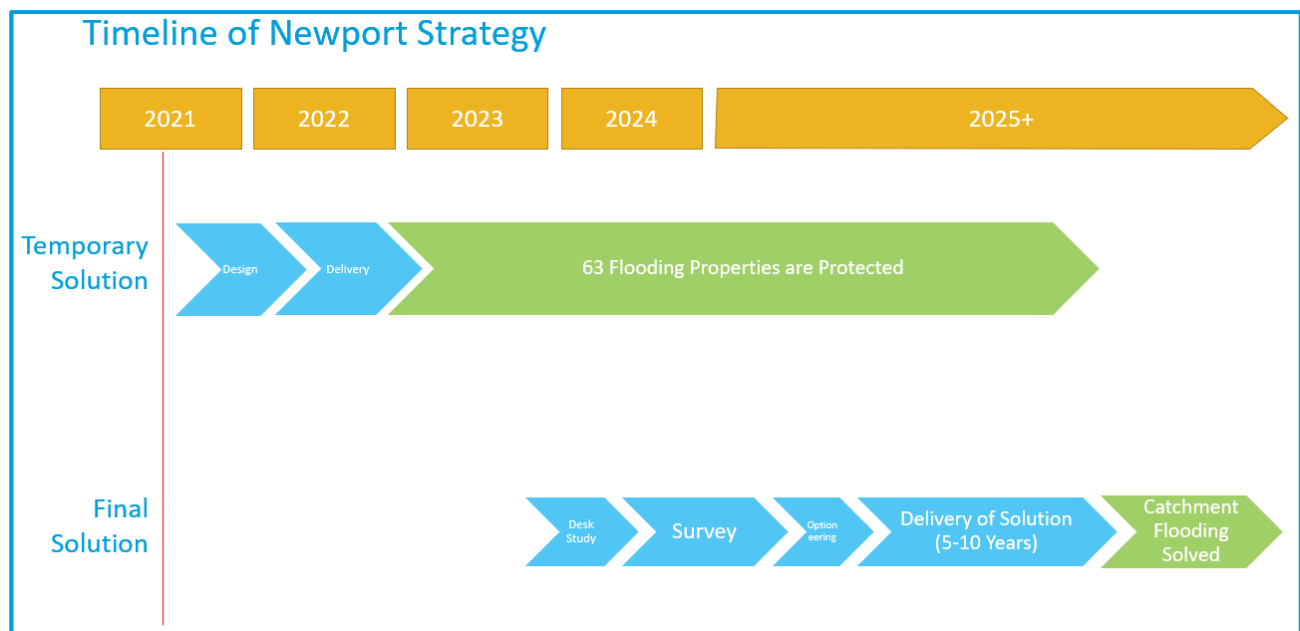 Timeline of Newport Strategy
2021
2022
2023
2024
2025+
Temporary
Solution
Design
Delivery
63 Flooding Properties are Protected
Final
Solution
Desk
Study
Survey
Option
eering
Delivery of Solution
(5-10 Years)
Catchment
Flooding
Solved